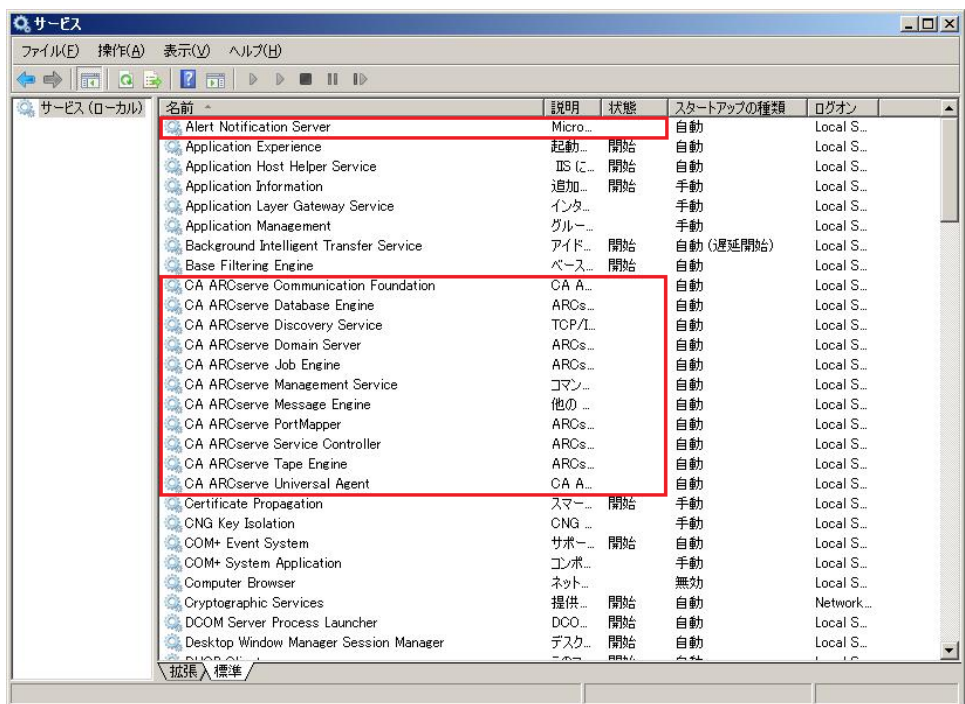 サービス
ファイル(F) 操作(A) 表示(V) ヘルプ(H)
サービス (ローカル)
名前 説明 状態 スタートアップの種類 ログオン
Alert Notification Server Micro... 自動 Local S...
Application Experience 起動... 開始 自動 Local S...
Application Host Helper Service IIS (こ... 開始 自動 Local S...
Application Information 追加... 開始 手動 Local S...
Application Layer Gateway Service インタ... 手動 Local S...
Application Management グルー... 手動 Local S...
Background Intelligent Transfer Service アイド... 開始 自動 (遅延開始) Local S...
Base Filtering Engine ベース... 開始 自動 Local S...
CA ARCserve Communication Foundation CA A... 自動 Local S...
CA ARCserve Database Engine ARCs... 自動 Local S...
CA ARCserve Discovery Service TCP/I... 自動 Local S...
CA ARCserve Domain Server ARCs... 自動 Local S...
CA ARCserve Job Engine ARCs... 自動 Local S...
CA ARCserve Management Service コマン... 自動 Local S...
CA ARCserve Message Engine 他の ... 自動 Local S...
CA ARCserve PortMapper ARCs... 自動 Local S...
CA ARCserve Service Controller ARCs... 自動 Local S...
CA ARCserve Tape Engine ARCs... 自動 Local S...
CA ARCserve Universal Agent CA A... 自動 Local S...
Certificate Propagation スマー... 開始 手動 Local S...
CNG Key Isolation CNG ... 手動 Local S...
COM+ Event System サポー... 開始 自動 Local S...
COM+ System Application コンポ... 手動 Local S...
Computer Browser ネット... 無効 Local S...
Cryptographic Services 提供... 開始 自動 Network...
DCOM Server Process Launcher DCO... 開始 自動 Local S...
Desktop Window Manager Session Manager デスク... 開始 自動 Local S...
拡張 標準